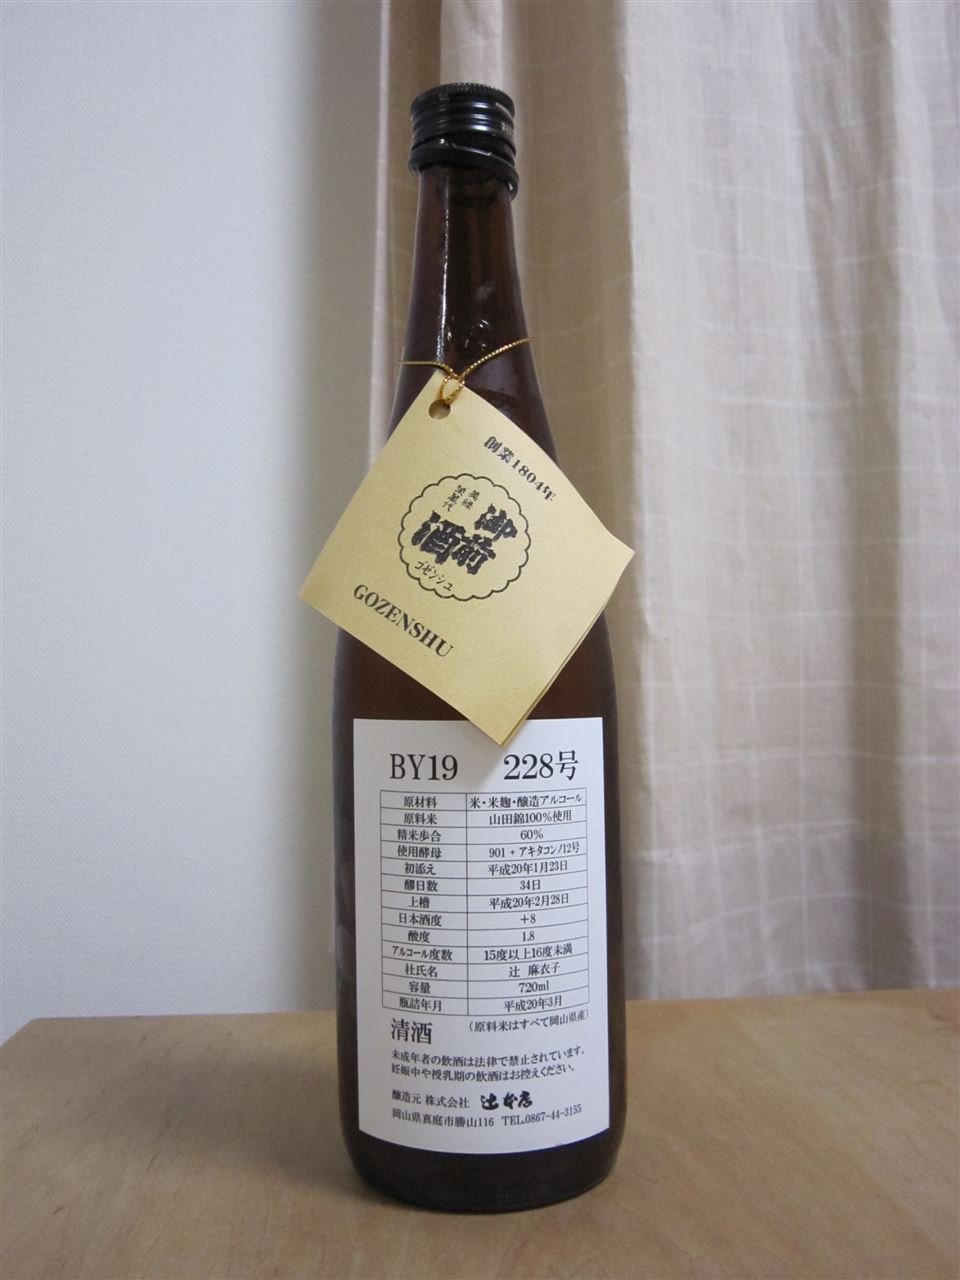 創業1804年
御前酒
ゴゼンシュ
GOZENSHU
BY19 228号
原材料 米・米麹・醸造アルコール
原料米 山田錦100%使用
精米歩合 60%
使用酵母 901 + アキタコンノ12号
初添え 平成20年1月23日
醪日数 34日
上槽 平成20年2月28日
日本酒度 +8
酸度 1.8
アルコール度数 15度以上16度未満
杜氏名 辻 麻衣子
容量 720ml
瓶詰年月 平成20年3月
清酒 (原料米はすべて岡山県産)
未成年者の飲酒は法律で禁止されています。
妊娠中や授乳期の飲酒はお控えください。
醸造元 株式会社 辻本店
岡山県真庭市勝山116 TEL.0867-44-3155